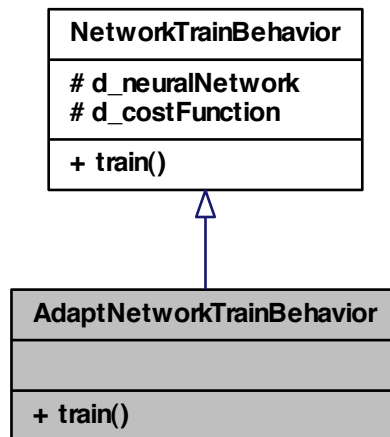 NetworkTrainBehavior
# d_neuralNetwork
# d_costFunction
+ train()
AdaptNetworkTrainBehavior
+ train()